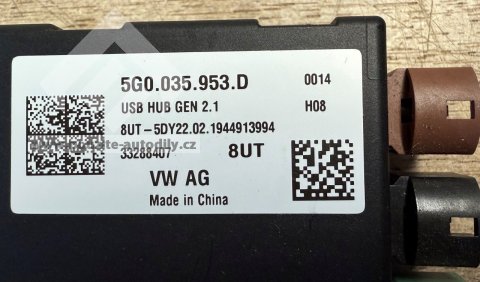 5G0.035.953.D 0014
USB HUB GEN 2.1 H08
8UT-5DY22.02.1944913994
33288407 8UT
VW AG
Made in China